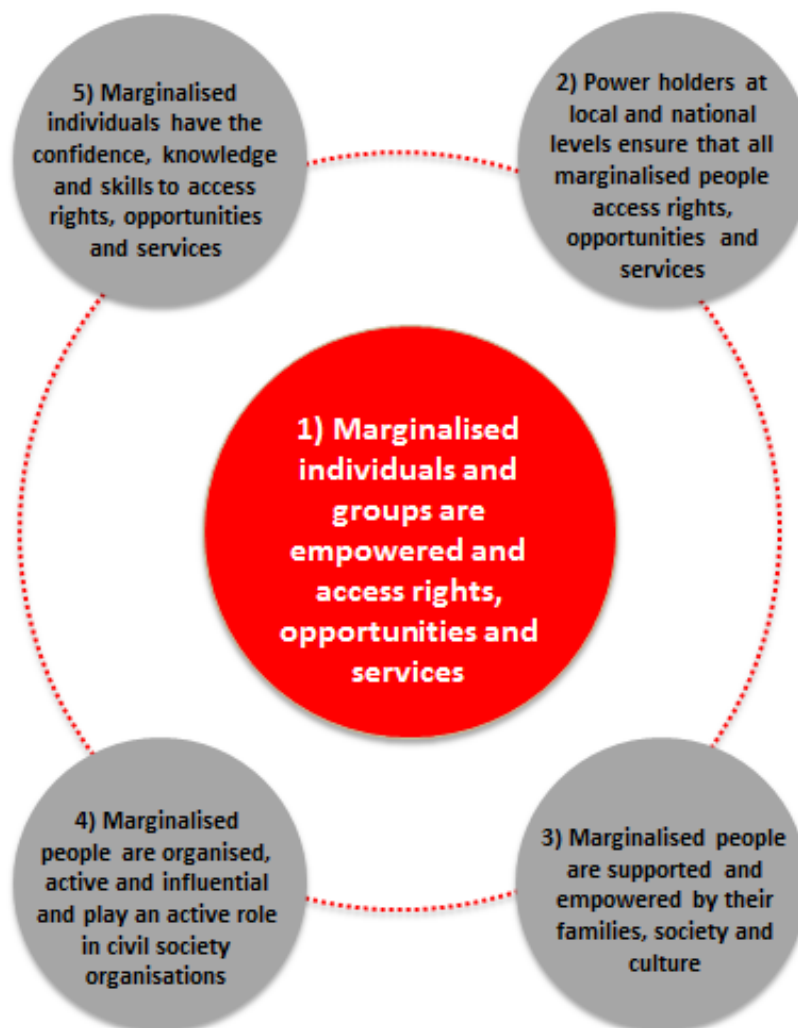 5) Marginalised
individuals have the
confidence, knowledge
and skills to access
rights, opportunities
and services
2) Power holders at
local and national
levels ensure that all
marginalised people
access rights,
opportunities and
services
1) Marginalised
individuals and
groups are
empowered and
access rights,
opportunities and
services
4) Marginalised
people are organised,
active and influential
and play an active role
in civil society
organisations
3) Marginalised people
are supported and
empowered by their
families, society and
culture